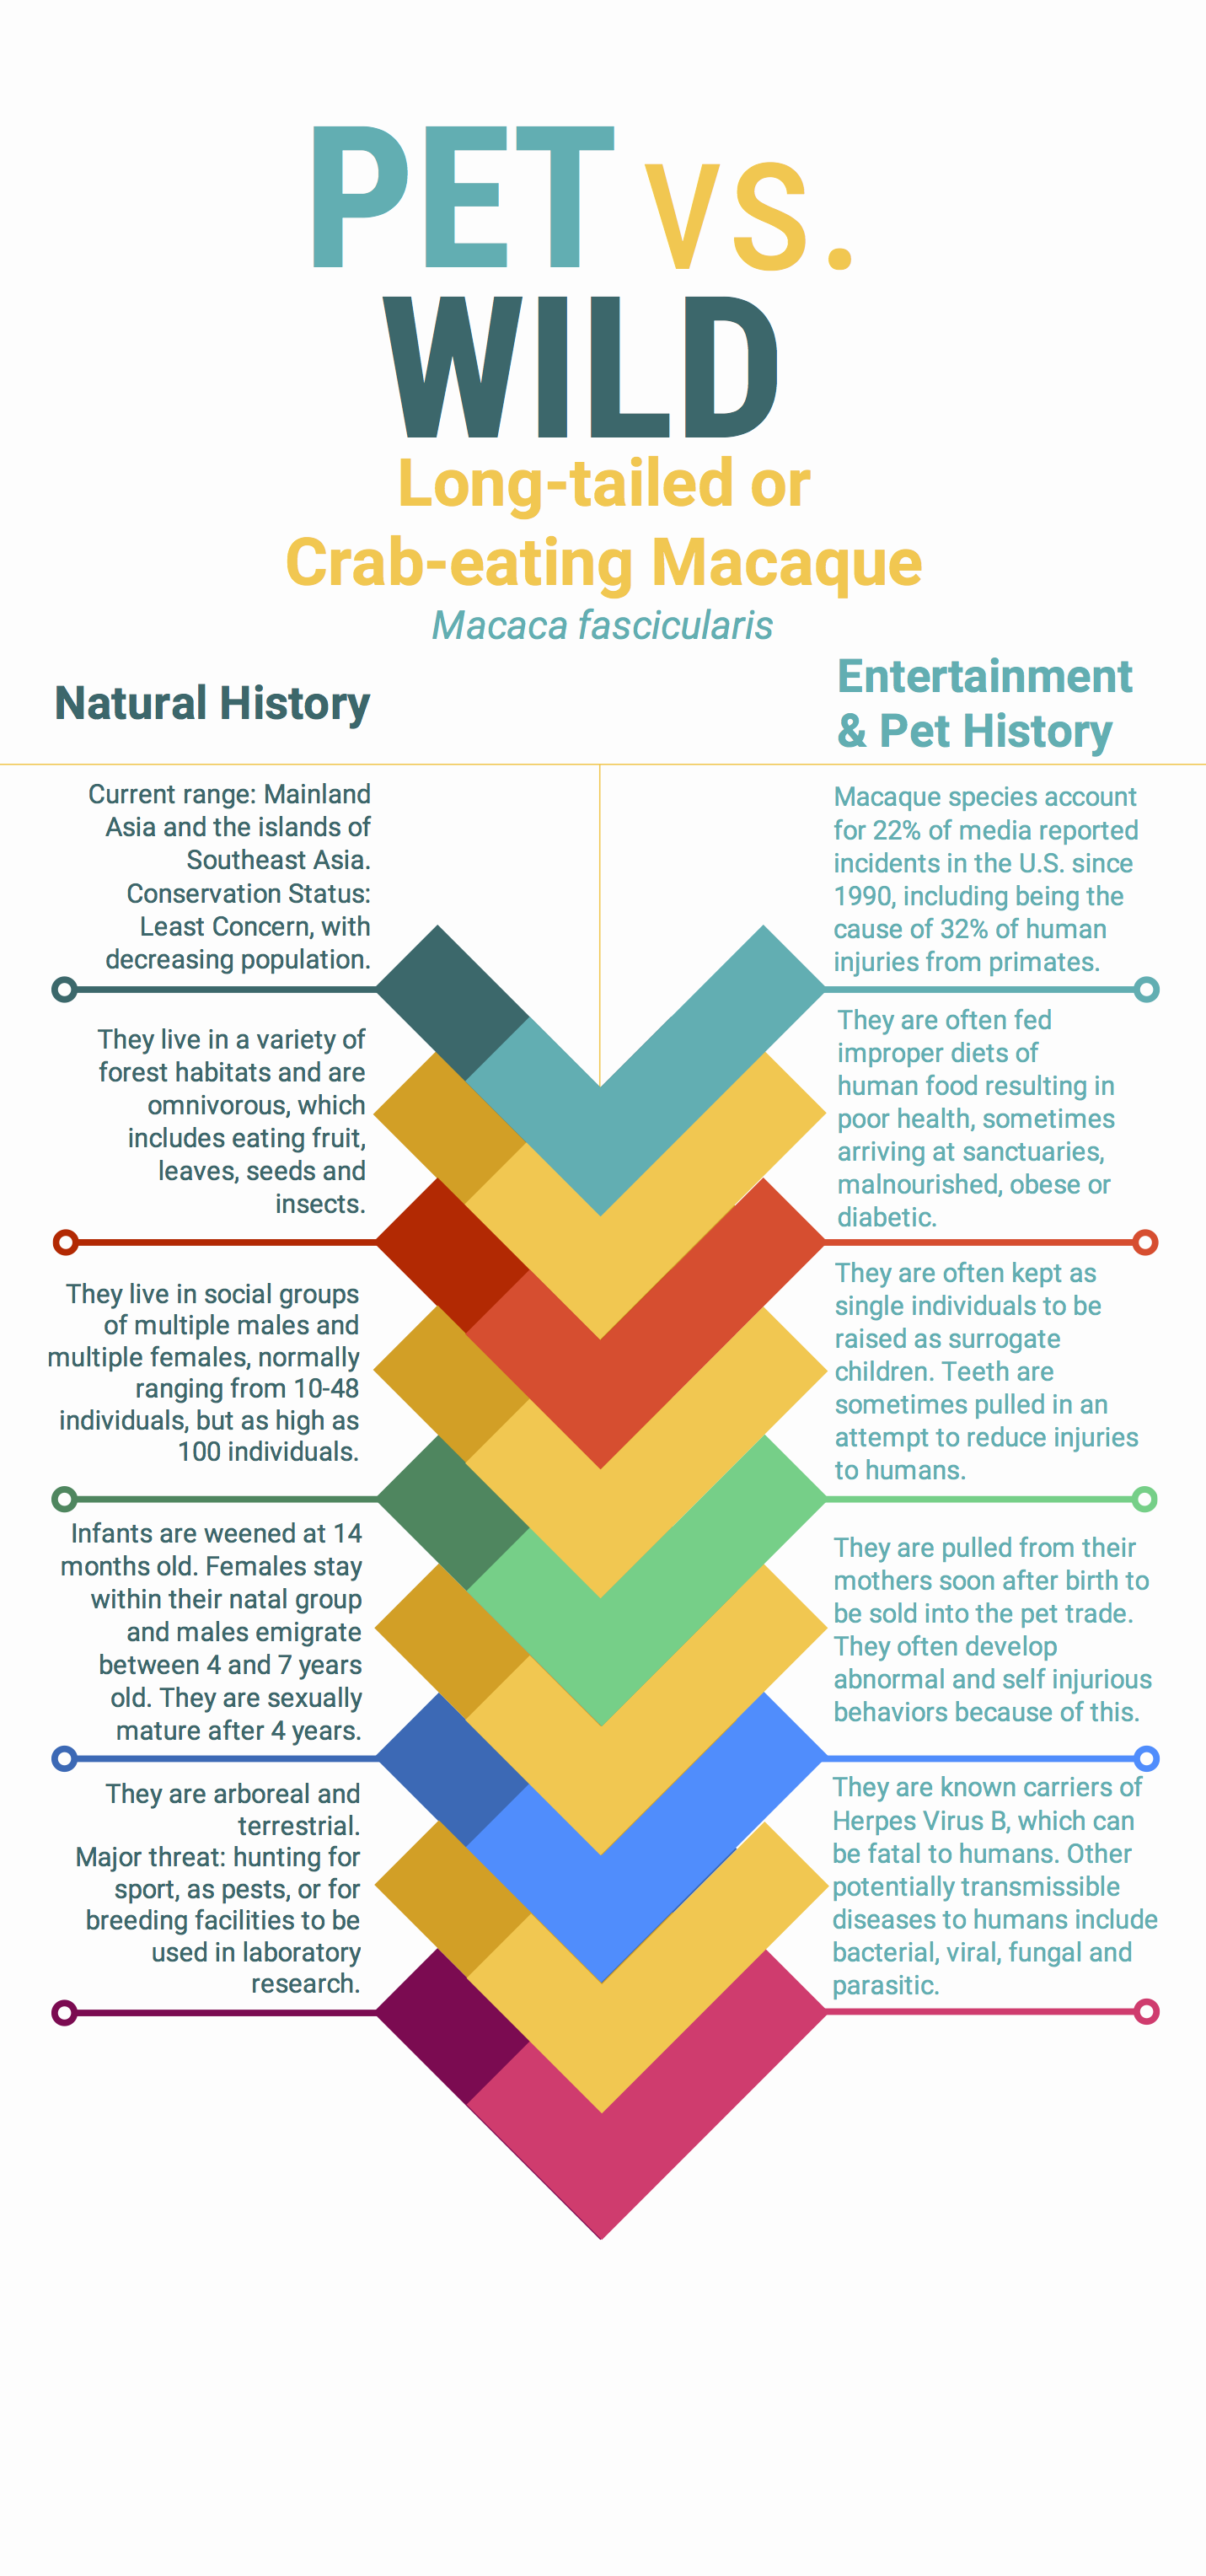 PET VS.
WILD
Long-tailed or
Crab-eating Macaque
Macaca fascicularis
Natural History
Current range: Mainland
Asia and the islands of
Southeast Asia.
Conservation Status:
Least Concern, with
decreasing population.
They live in a variety of
forest habitats and are
omnivorous, which
includes eating fruit,
leaves, seeds and
insects.
They live in social groups
of multiple males and
multiple females, normally
ranging from 10-48
individuals, but as high as
100 individuals.
Infants are weened at 14
months old. Females stay
within their natal group
and males emigrate
between 4 and 7 years
old. They are sexually
mature after 4 years.
They are arboreal and
terrestrial.
Major threat: hunting for
sport, as pests, or for
breeding facilities to be
used in laboratory
research.
Entertainment
& Pet History
Macaque species account
for 22% of media reported
incidents in the U.S. since
1990, including being the
cause of 32% of human
injuries from primates.
They are often fed
improper diets of
human food resulting in
poor health, sometimes
arriving at sanctuaries,
malnourished, obese or
diabetic.
They are often kept as
single individuals to be
raised as surrogate
children. Teeth are
sometimes pulled in an
attempt to reduce injuries
to humans.
They are pulled from their
mothers soon after birth to
be sold into the pet trade.
They often develop
abnormal and self injurious
behaviors because of this.
They are known carriers of
Herpes Virus B, which can
be fatal to humans. Other
potentially transmissible
diseases to humans include
bacterial, viral, fungal and
parasitic.